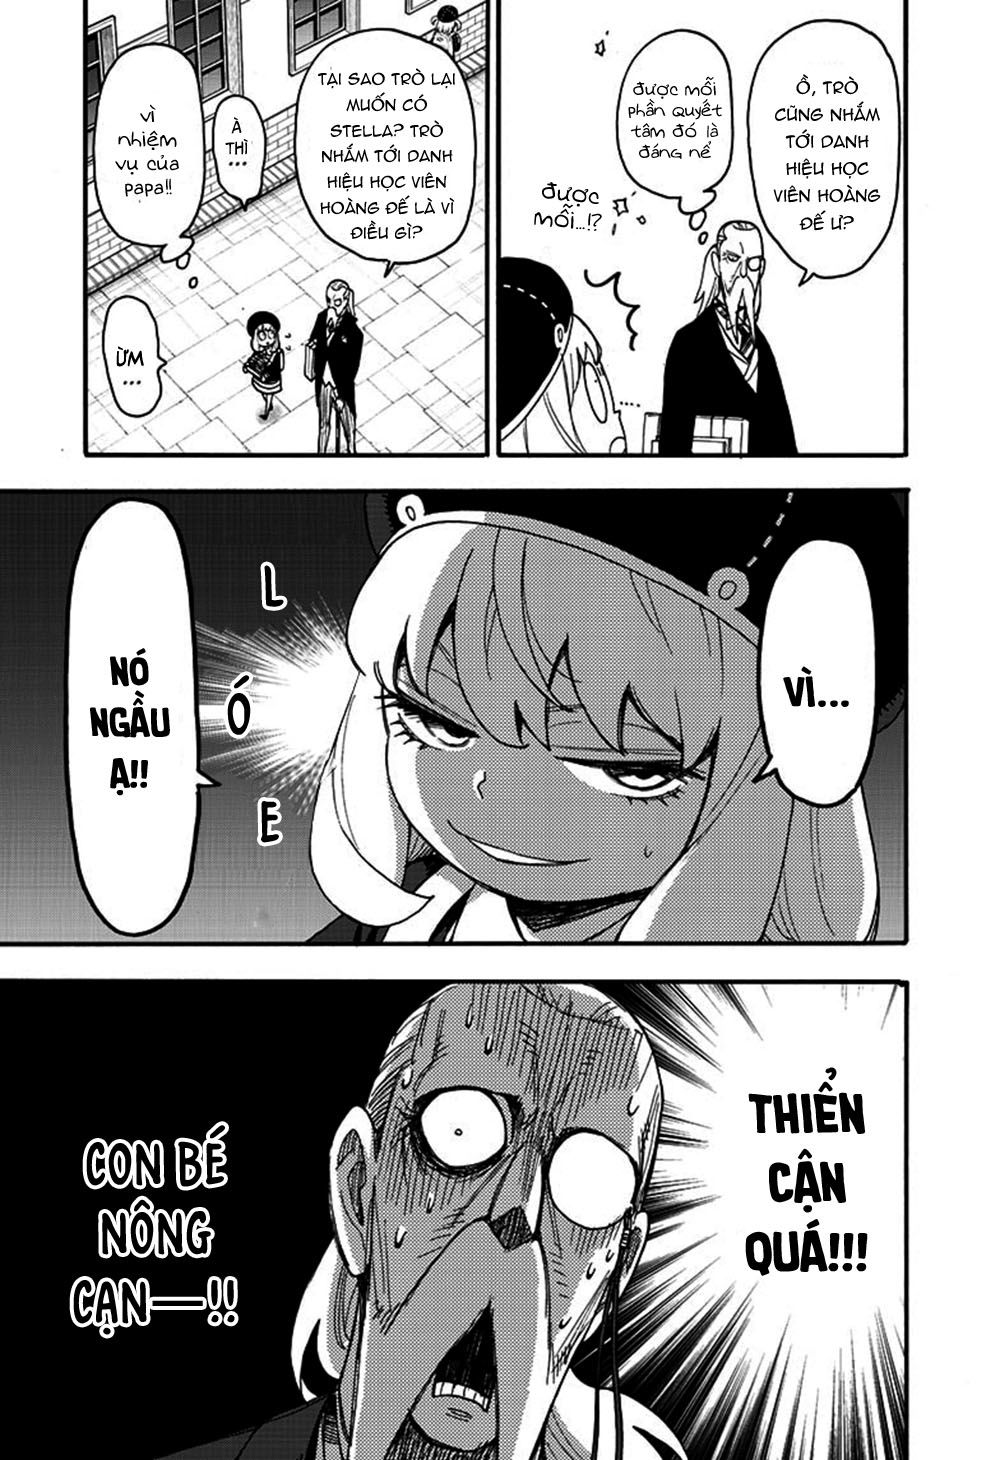 Ồ, TRÒ
CŨNG NHẮM
TỚI DANH
HIỆU HỌC
VIÊN HOÀNG
ĐẾ Ư?
được mỗi
phần quyết
tâm đó là
đáng nể
được
mỗi...!?
TẠI SAO TRÒ LẠI
MUỐN CÓ
STELLA? TRÒ
NHẮM TỚI DANH
HIỆU HỌC VIÊN
HOÀNG ĐẾ LÀ VÌ
ĐIỀU GÌ?
À
THÌ
...
vì
nhiệm
vụ của
papa!!
ỪM
...
VÌ...
L
Ó
E
NÓ
NGẦU
Ạ!!
THIỂN
CẬN
QUÁ!!!
CON BÉ
NÔNG
CẠN—!!